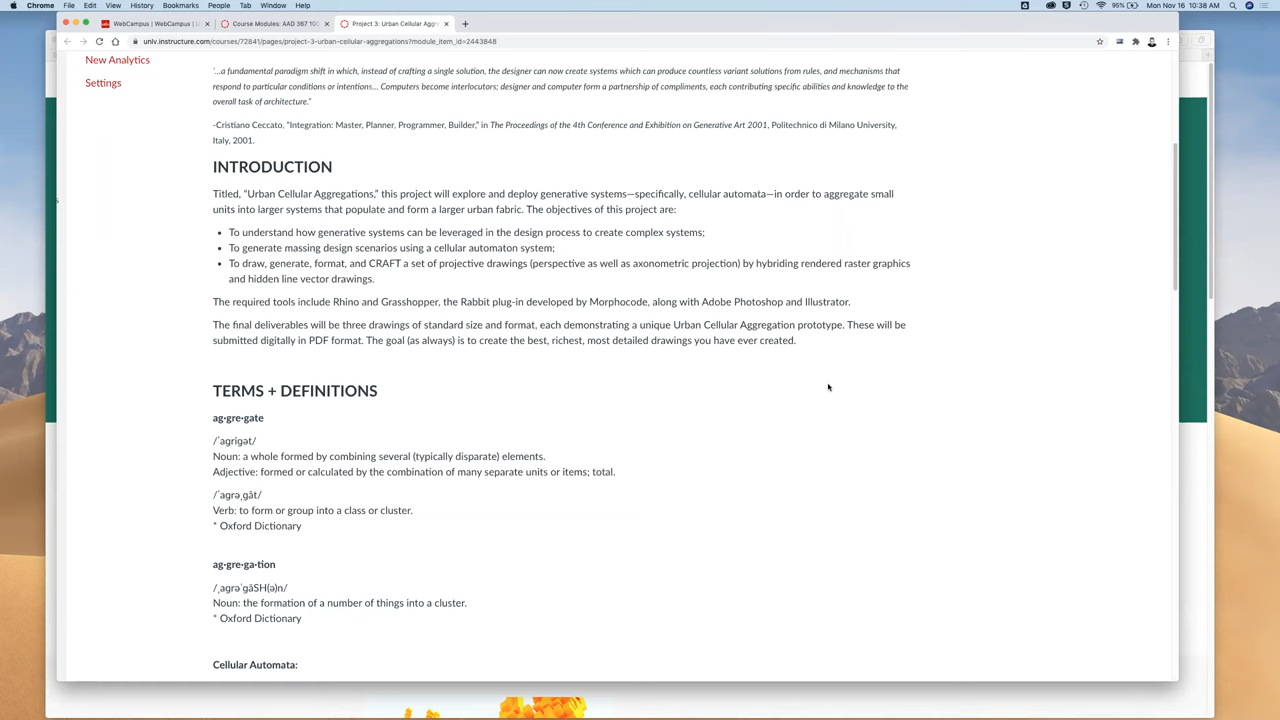 Chrome File Edit View History Bookmarks People Tab Window Help 95% Mon Nov 16 10:38 AM
WebCampus | WebCampus | U × Course Modules: AAD 367 100 × Project 3: Urban Cellular Aggr ×
univ.instructure.com/courses/72841/pages/project-3-urban-cellular-aggregations?module_item_id=2443848
New Analytics
Settings
'...a fundamental paradigm shift in which, instead of crafting a single solution, the designer can now create systems which can produce countless variant solutions from rules, and mechanisms that
respond to particular conditions or intentions... Computers become interlocutors; designer and computer form a partnership of compliments, each contributing specific abilities and knowledge to the
overall task of architecture."
-Cristiano Ceccato, "Integration: Master, Planner, Programmer, Builder," in The Proceedings of the 4th Conference and Exhibition on Generative Art 2001, Politechnico di Milano University,
Italy, 2001.
INTRODUCTION
Titled, "Urban Cellular Aggregations," this project will explore and deploy generative systems—specifically, cellular automata—in order to aggregate small
units into larger systems that populate and form a larger urban fabric. The objectives of this project are:
• To understand how generative systems can be leveraged in the design process to create complex systems;
• To generate massing design scenarios using a cellular automaton system;
• To draw, generate, format, and CRAFT a set of projective drawings (perspective as well as axonometric projection) by hybriding rendered raster graphics
and hidden line vector drawings.
The required tools include Rhino and Grasshopper, the Rabbit plug-in developed by Morphocode, along with Adobe Photoshop and Illustrator.
The final deliverables will be three drawings of standard size and format, each demonstrating a unique Urban Cellular Aggregation prototype. These will be
submitted digitally in PDF format. The goal (as always) is to create the best, richest, most detailed drawings you have ever created.
TERMS + DEFINITIONS
ag·gre·gate
/ˈaɡriɡət/
Noun: a whole formed by combining several (typically disparate) elements.
Adjective: formed or calculated by the combination of many separate units or items; total.
/ˈaɡrəˌɡāt/
Verb: to form or group into a class or cluster.
* Oxford Dictionary
ag·gre·ga·tion
/ˌaɡrəˈɡāSH(ə)n/
Noun: the formation of a number of things into a cluster.
* Oxford Dictionary
Cellular Automata:
s